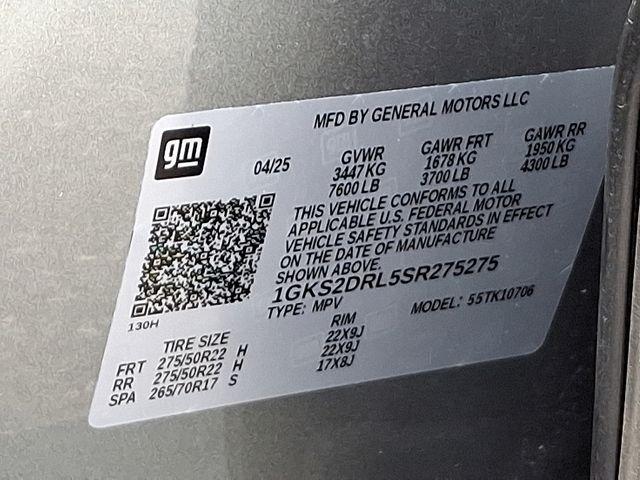 MFD BY GENERAL MOTORS LLC
gm
04/25
GVWR GAWR FRT GAWR RR
3447 KG 1678 KG 1950 KG
7600 LB 3700 LB 4300 LB
THIS VEHICLE CONFORMS TO ALL
APPLICABLE U.S. FEDERAL MOTOR
VEHICLE SAFETY STANDARDS IN EFFECT
ON THE DATE OF MANUFACTURE
SHOWN ABOVE.
1GKS2DRL5SR275275
TYPE: MPV MODEL: 55TK10706
130H
TIRE SIZE RIM
FRT 275/50R22 H 22X9J
RR 275/50R22 H 22X9J
SPA 265/70R17 S 17X8J